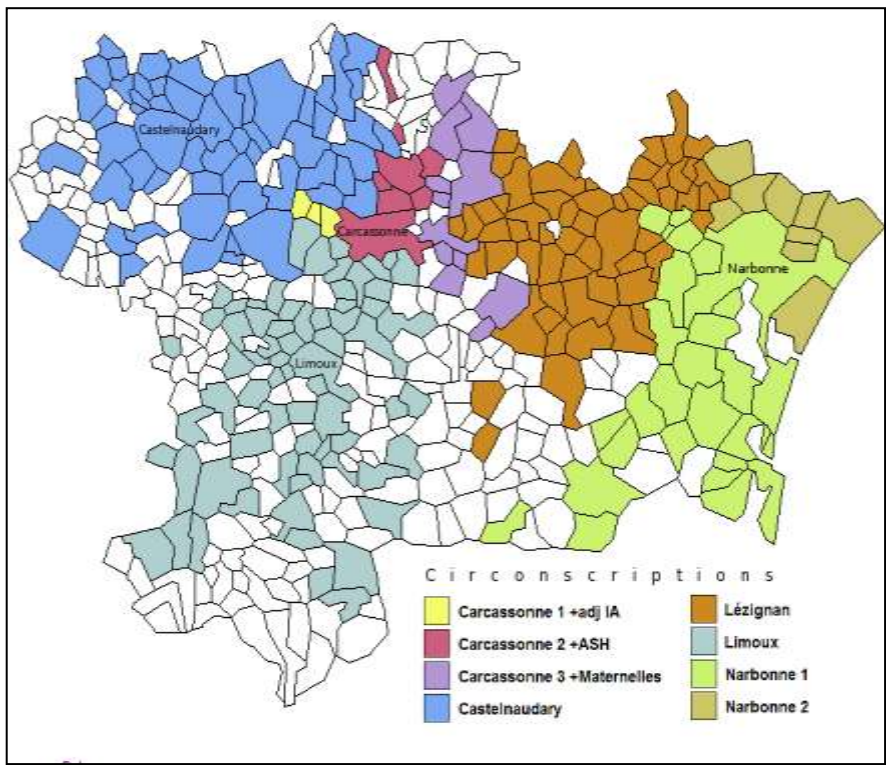 Castelnaudary
Carcassonne
Narbonne
Limoux
Circonscriptions
Carcassonne 1 +adj IA
Carcassonne 2 +ASH
Carcassonne 3 +Maternelles
Castelnaudary
Lézignan
Limoux
Narbonne 1
Narbonne 2